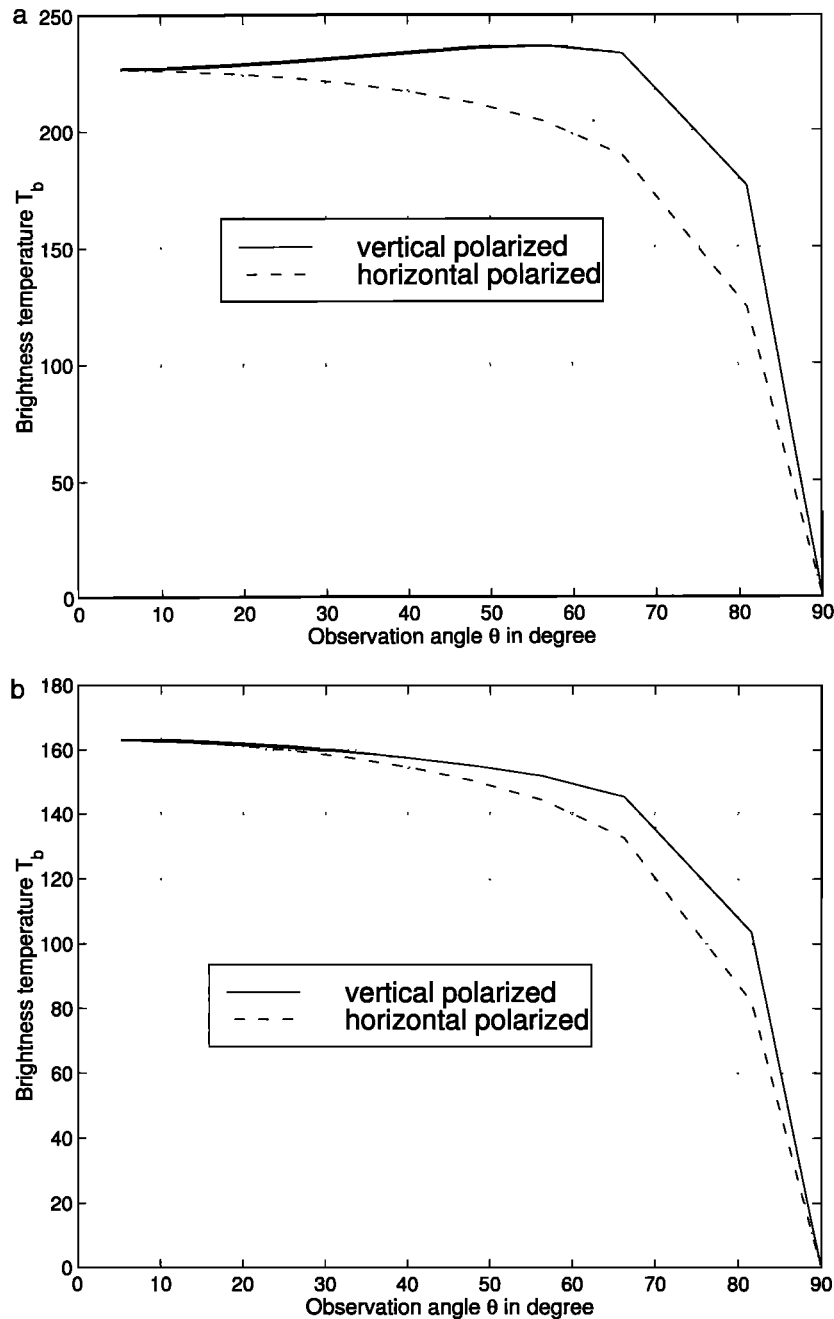 a
250
200
150
100
50
0
Brightness temperature T_b
vertical polarized
horizontal polarized
0 10 20 30 40 50 60 70 80 90
Observation angle θ in degree
b
180
160
140
120
100
80
60
40
20
0
Brightness temperature T_b
vertical polarized
horizontal polarized
0 10 20 30 40 50 60 70 80 90
Observation angle θ in degree